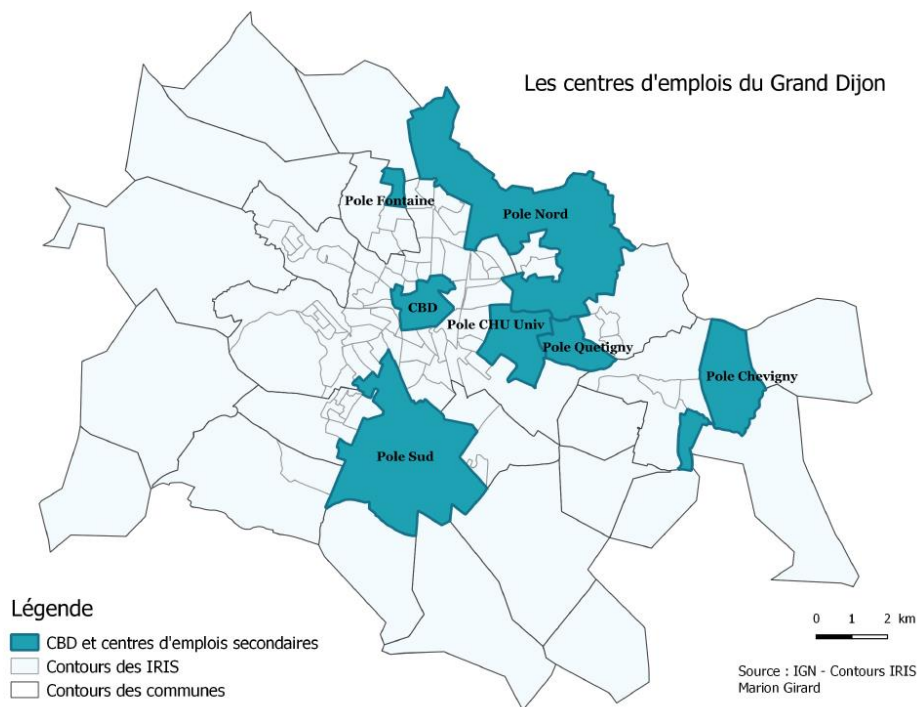 Les centres d'emplois du Grand Dijon
Pole Fontaine
Pole Nord
CBD
Pole CHU Univ
Pole Quetigny
Pole Chevigny
Pole Sud
Légende
CBD et centres d'emplois secondaires
Contours des IRIS
Contours des communes
0 1 2 km
Source : IGN - Contours IRIS
Marion Girard